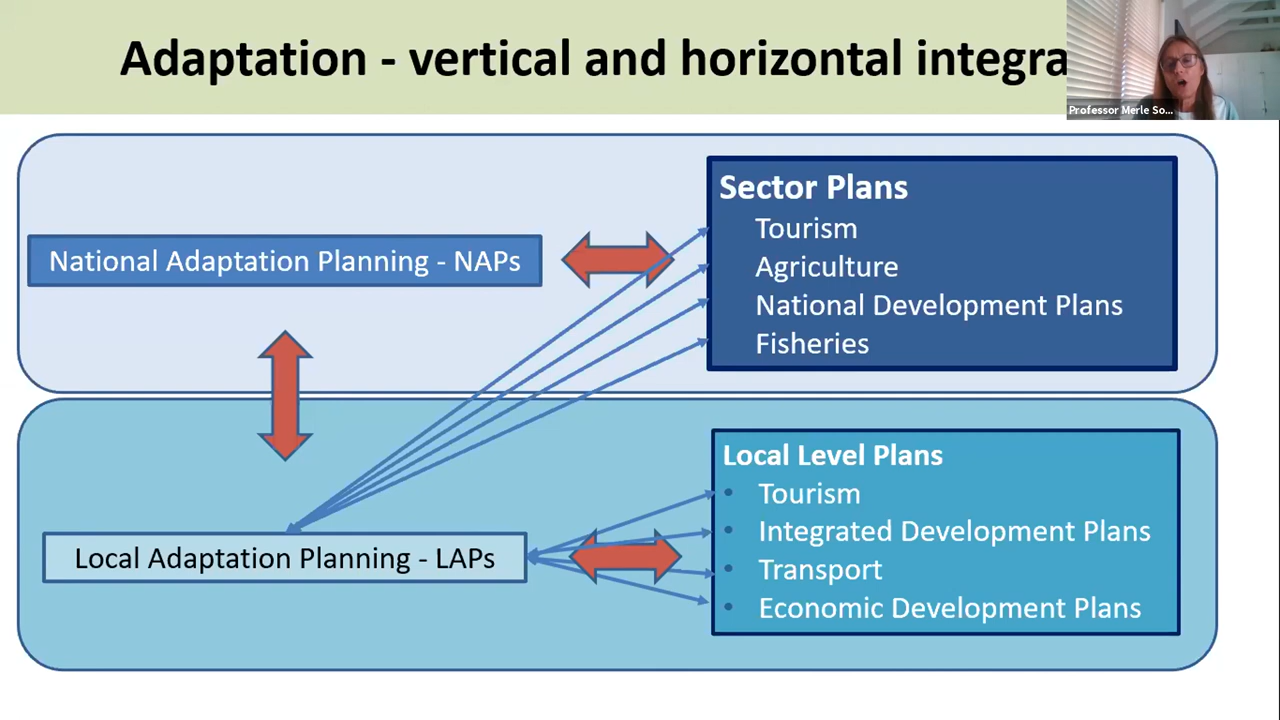 Adaptation - vertical and horizontal integra
Professor Merle So...
National Adaptation Planning - NAPs
Sector Plans
Tourism
Agriculture
National Development Plans
Fisheries
Local Adaptation Planning - LAPs
Local Level Plans
• Tourism
• Integrated Development Plans
• Transport
• Economic Development Plans